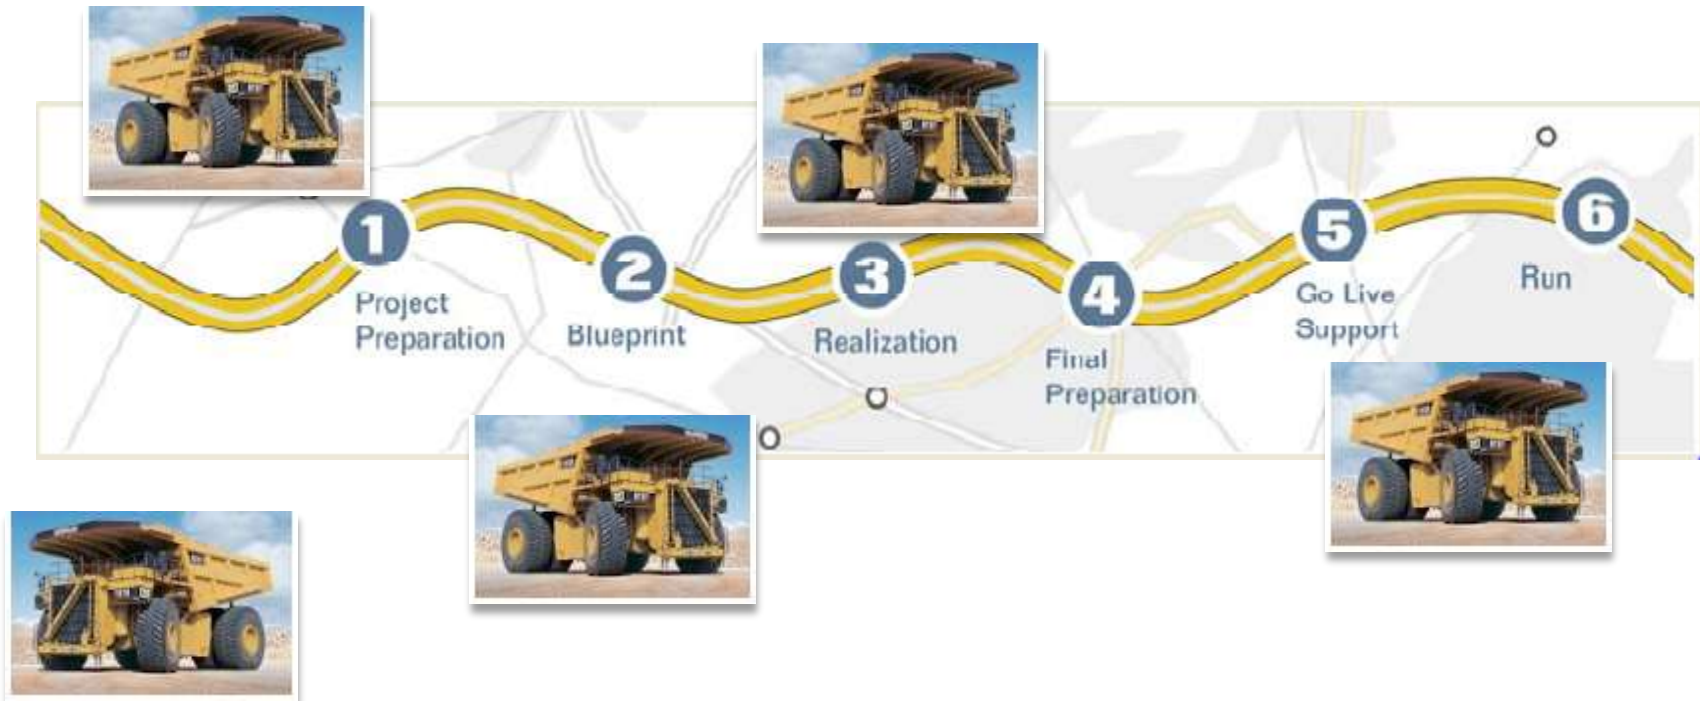 1
Project
Preparation
2
Blueprint
3
Realization
4
Final
Preparation
5
Go Live
Support
6
Run